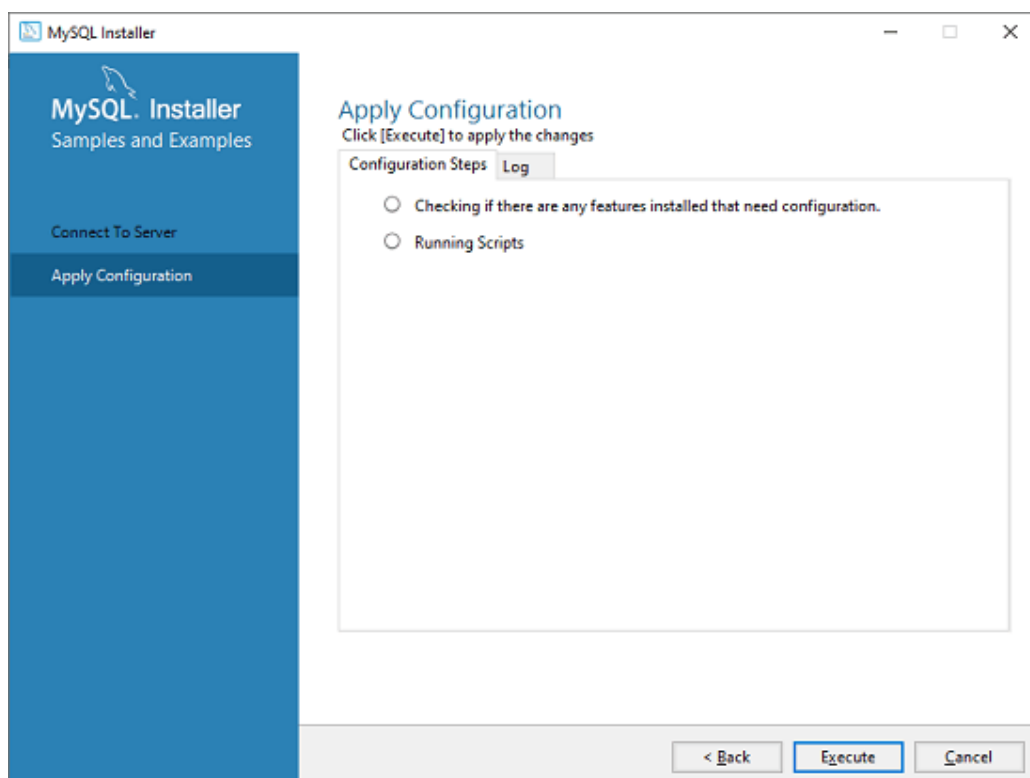 MySQL Installer
MySQL. Installer
Samples and Examples
Connect To Server
Apply Configuration
Apply Configuration
Click [Execute] to apply the changes
Configuration Steps Log
Checking if there are any features installed that need configuration.
Running Scripts
< Back Execute Cancel